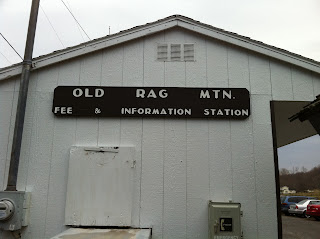 OLD RAG MTN.
FEE & INFORMATION STATION